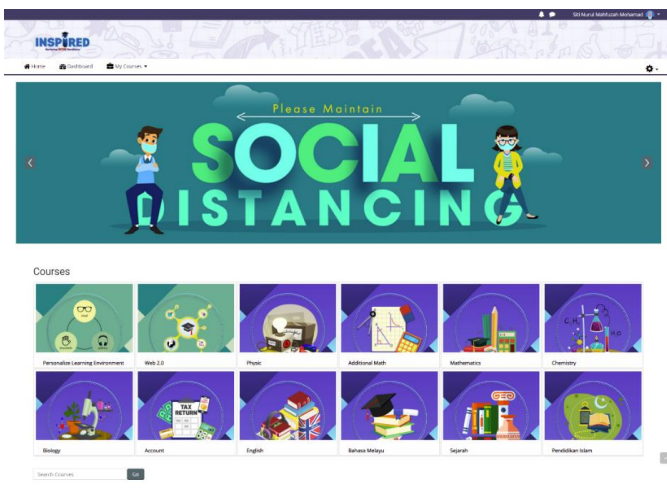 Siti Nurul Mahfuzah Mohamad
INSPIRED
Home Dashboard My Courses
Please Maintain
SOCIAL
DISTANCING
Courses
Personalize Learning Environment Web 2.0 Physic Additional Math Mathematics Chemistry
TAX
RETURN
Biology Account English Bahasa Melayu Sejarah Pendidikan Islam
Search Courses Go